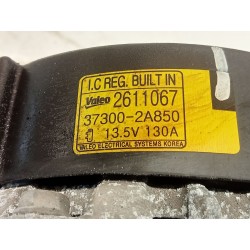 I.C REG. BUILT IN
Valeo 2611067
37300-2A850
13.5V 130A
VALEO ELECTRICAL SYSTEMS KOREA